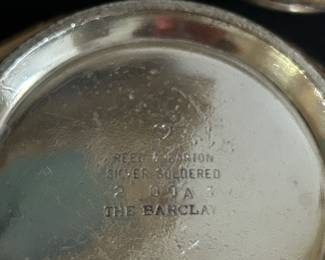 REED & BARTON
SILVER SOLDERED
THE BARCLAY